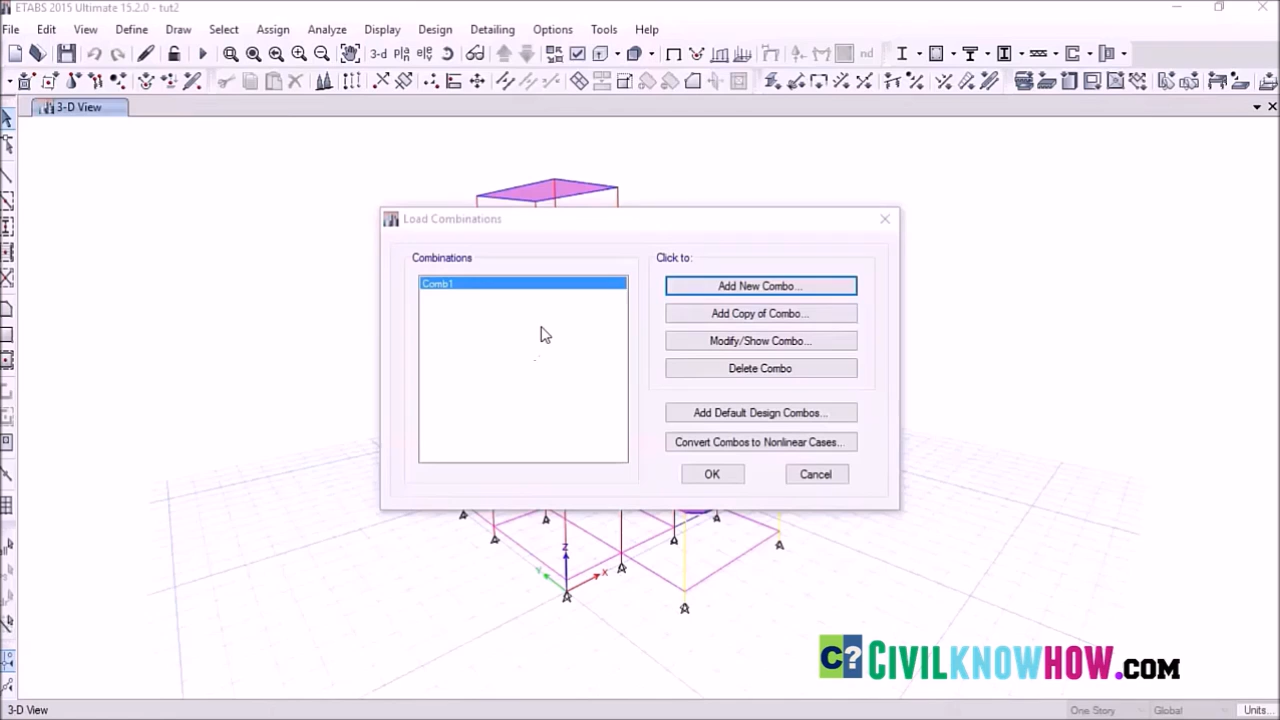 ETABS 2015 Ultimate 15.2.0 - tut2
File Edit View Define Draw Select Assign Analyze Display Design Detailing Options Tools Help
3-d
nd
3-D View
Load Combinations
Combinations
Click to:
Comb1
Add New Combo...
Add Copy of Combo...
Modify/Show Combo...
Delete Combo
Add Default Design Combos...
Convert Combos to Nonlinear Cases...
OK Cancel
Z
Y X
C? CIVILKNOWHOW.COM
3-D View One Story Global Units...